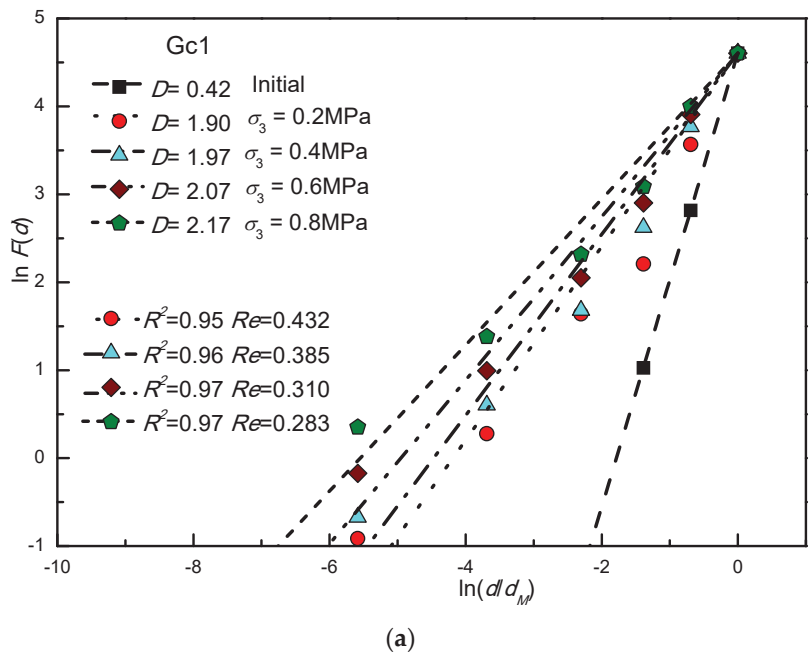 Gc1
D= 0.42 Initial
D= 1.90 σ₃ = 0.2MPa
D= 1.97 σ₃ = 0.4MPa
D= 2.07 σ₃ = 0.6MPa
D= 2.17 σ₃ = 0.8MPa
R²=0.95 Re=0.432
R²=0.96 Re=0.385
R²=0.97 Re=0.310
R²=0.97 Re=0.283
ln F(d)
5
4
3
2
1
0
-1
-10 -8 -6 -4 -2 0
ln(d/d_M)
(a)